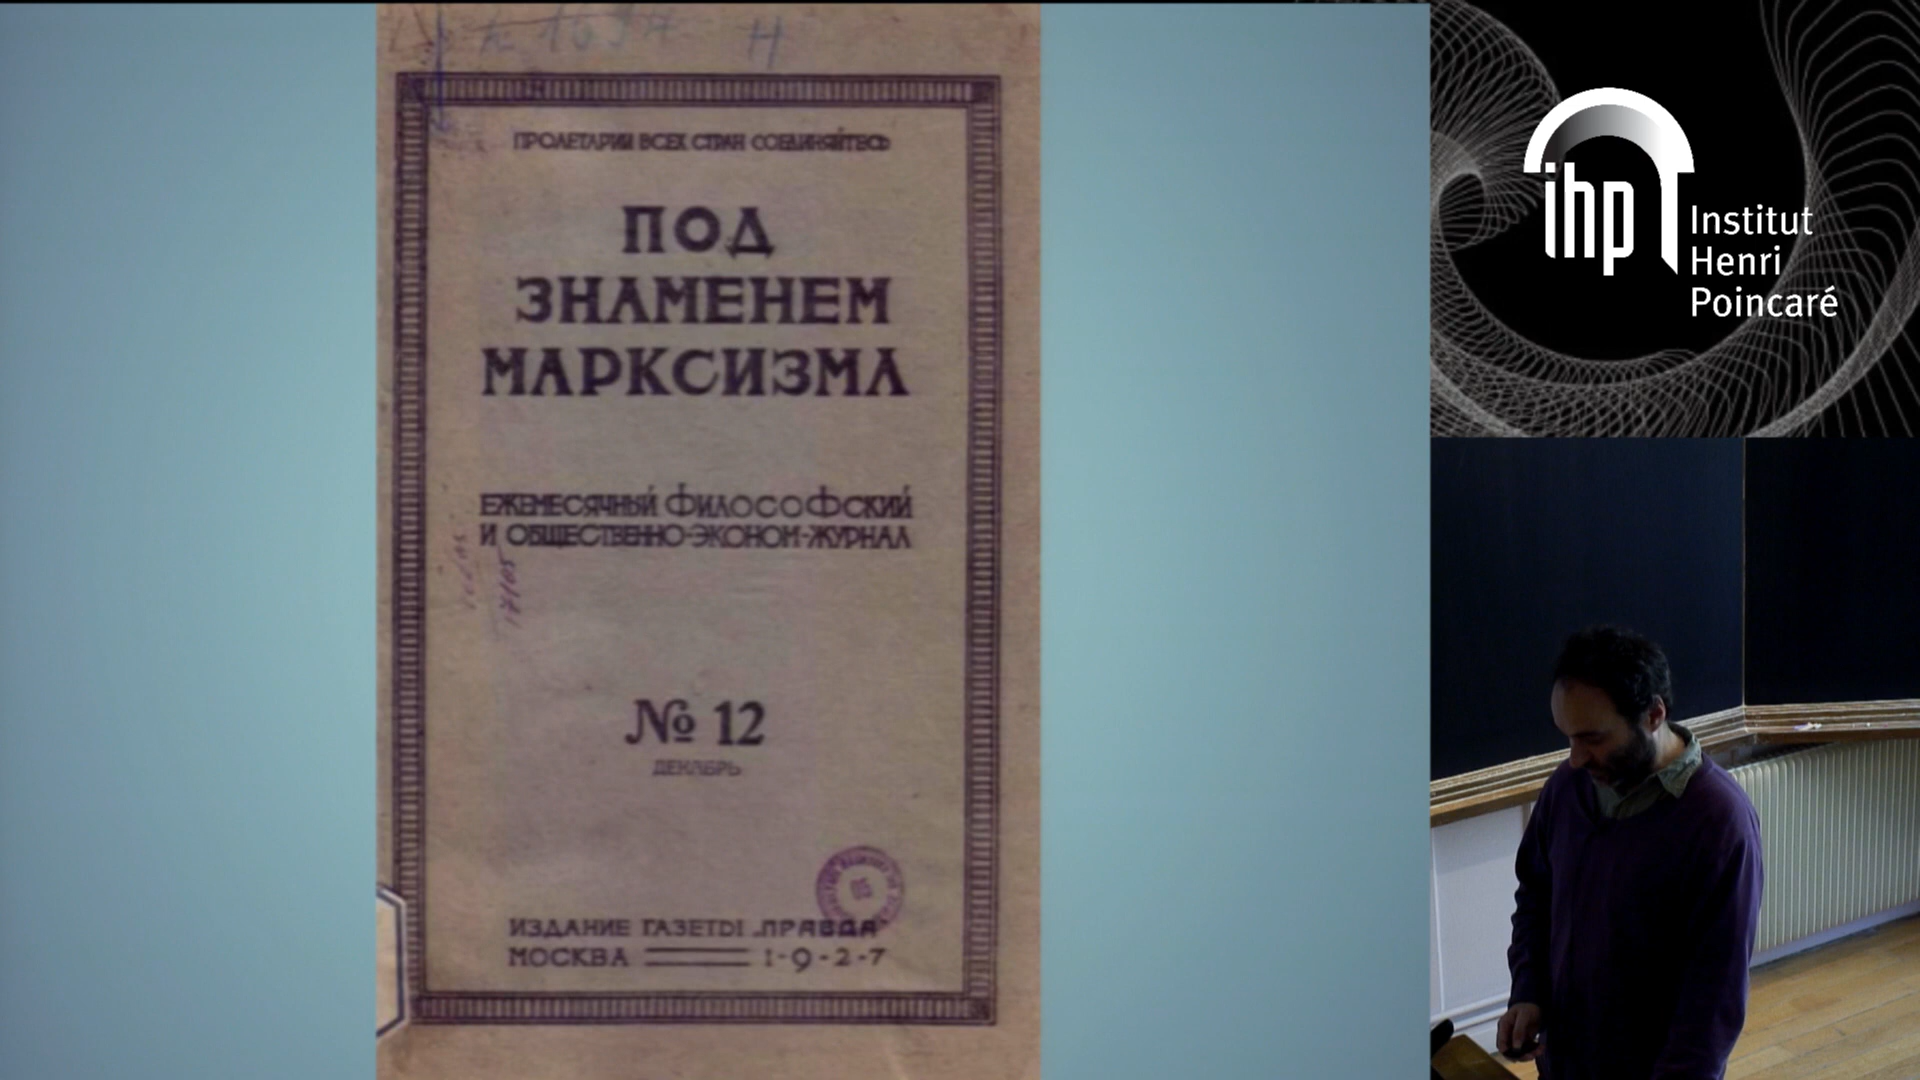 ПРОЛЕТАРИИ ВСЕХ СТРАН СОЕДИНЯЙТЕСЬ
ПОД
ЗНАМЕНЕМ
МАРКСИЗМА
ЕЖЕМЕСЯЧНЫЙ ФИЛОСОФСКИЙ
И ОБЩЕСТВЕННО-ЭКОНОМ-ЖУРНАЛ
№ 12
ДЕКАБРЬ
ИЗДАНИЕ ГАЗЕТЫ „ПРАВДА"
МОСКВА 1-9-2-7
ihp
Institut
Henri
Poincaré